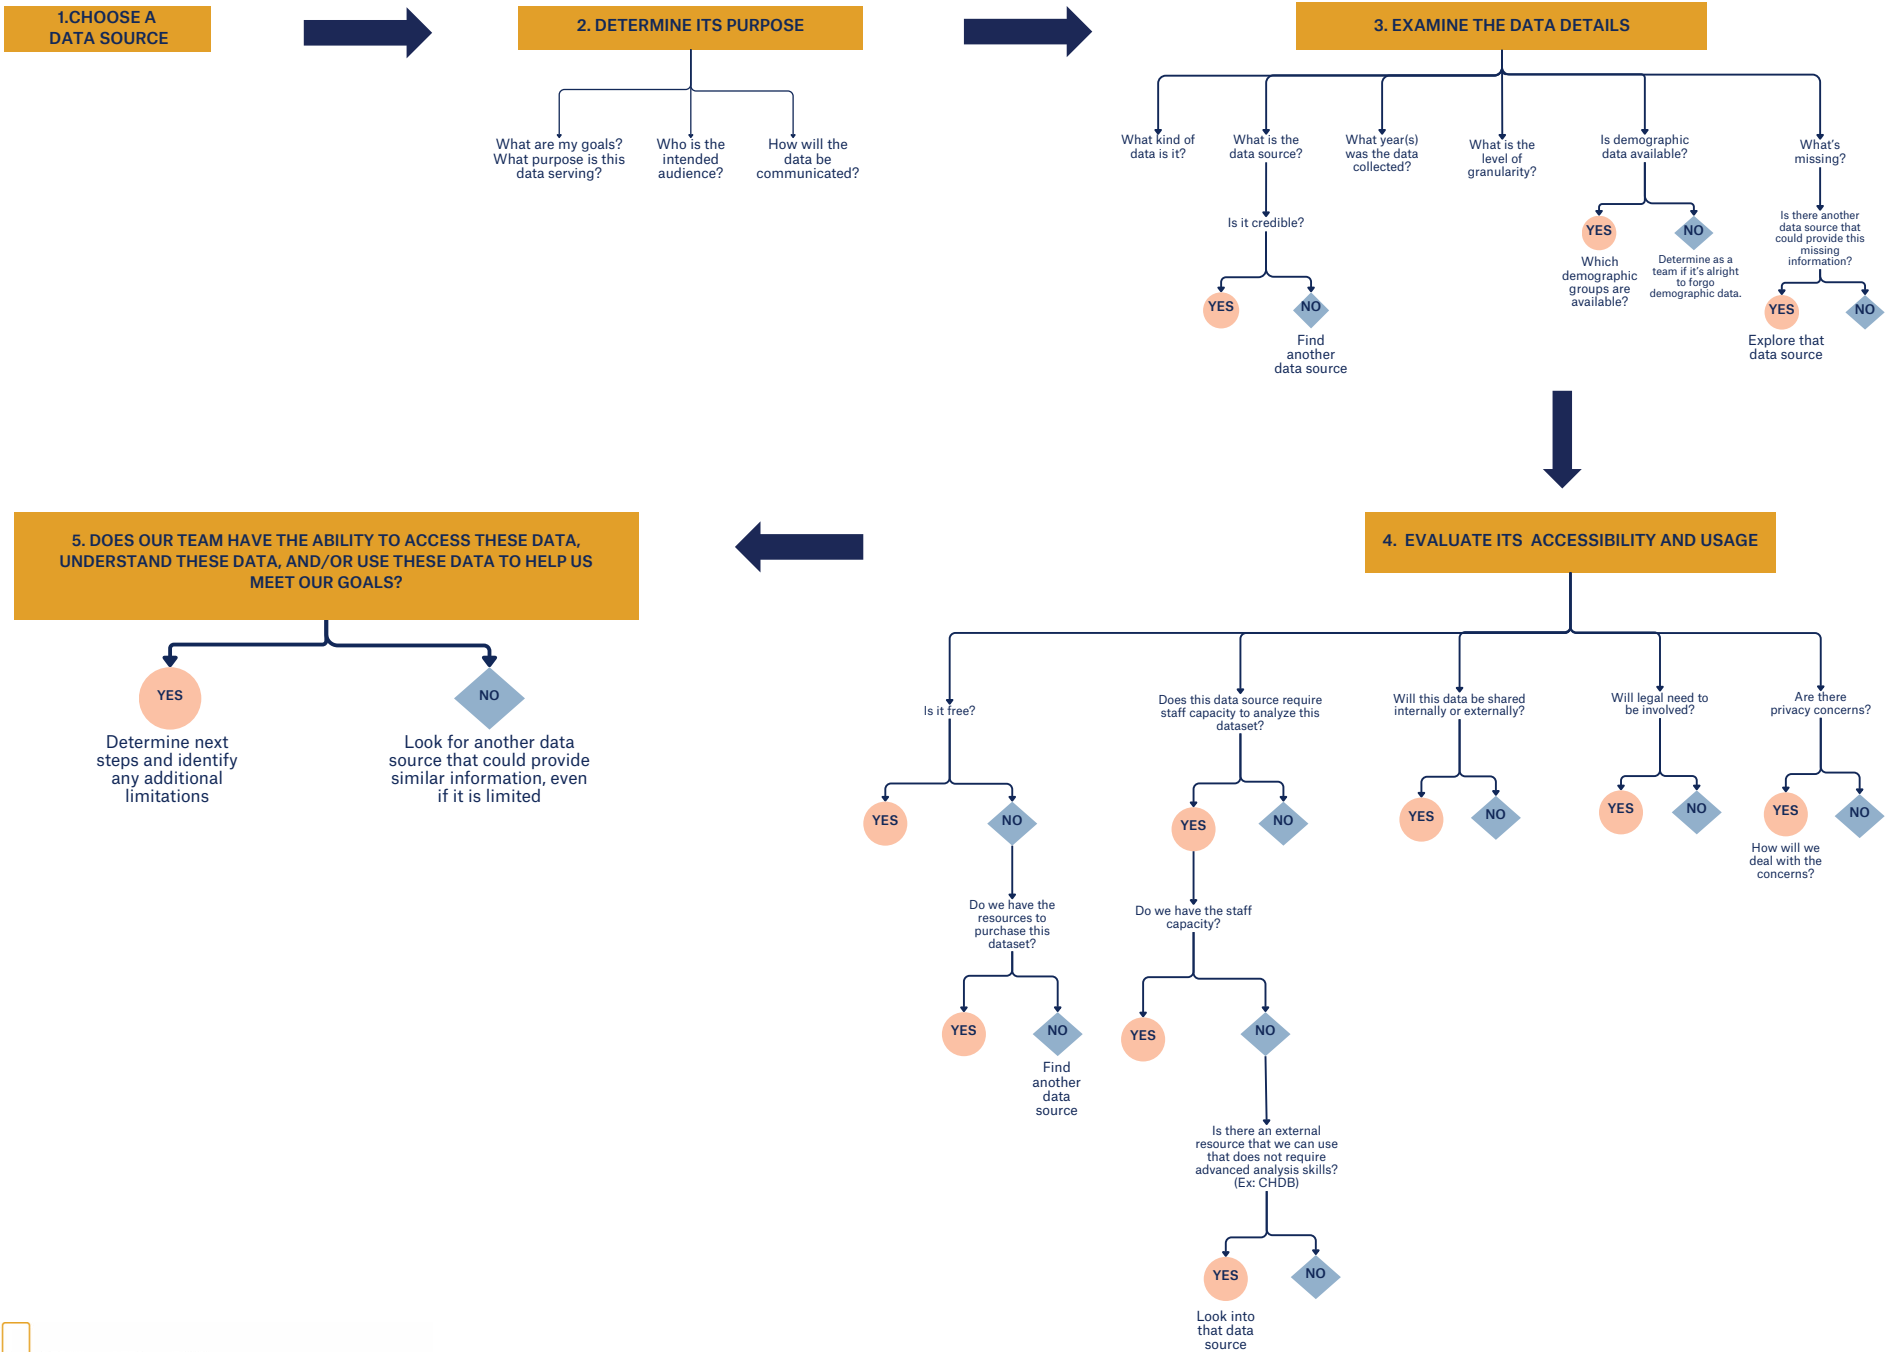 1.CHOOSE A
DATA SOURCE
2. DETERMINE ITS PURPOSE
What are my goals?
What purpose is this
data serving?
Who is the
intended
audience?
How will the
data be
communicated?
3. EXAMINE THE DATA DETAILS
What kind of
data is it?
What is the
data source?
Is it credible?
YES
NO
Find
another
data source
What year(s)
was the data
collected?
What is the
level of
granularity?
Is demographic
data available?
YES
Which
demographic
groups are
available?
NO
Determine as a
team if it's alright
to forgo
demographic data.
What's
missing?
Is there another
data source that
could provide this
missing
information?
YES
Explore that
data source
NO
4. EVALUATE ITS ACCESSIBILITY AND USAGE
Is it free?
YES
NO
Do we have the
resources to
purchase this
dataset?
YES
NO
Find
another
data
source
Does this data source require
staff capacity to analyze this
dataset?
YES
NO
Do we have the staff
capacity?
YES
NO
Is there an external
resource that we can use
that does not require
advanced analysis skills?
(Ex: CHDB)
YES
Look into
that data
source
NO
Will this data be shared
internally or externally?
YES
NO
Will legal need to
be involved?
YES
NO
Are there
privacy concerns?
YES
How will we
deal with the
concerns?
NO
5. DOES OUR TEAM HAVE THE ABILITY TO ACCESS THESE DATA,
UNDERSTAND THESE DATA, AND/OR USE THESE DATA TO HELP US
MEET OUR GOALS?
YES
Determine next
steps and identify
any additional
limitations
NO
Look for another data
source that could provide
similar information, even
if it is limited